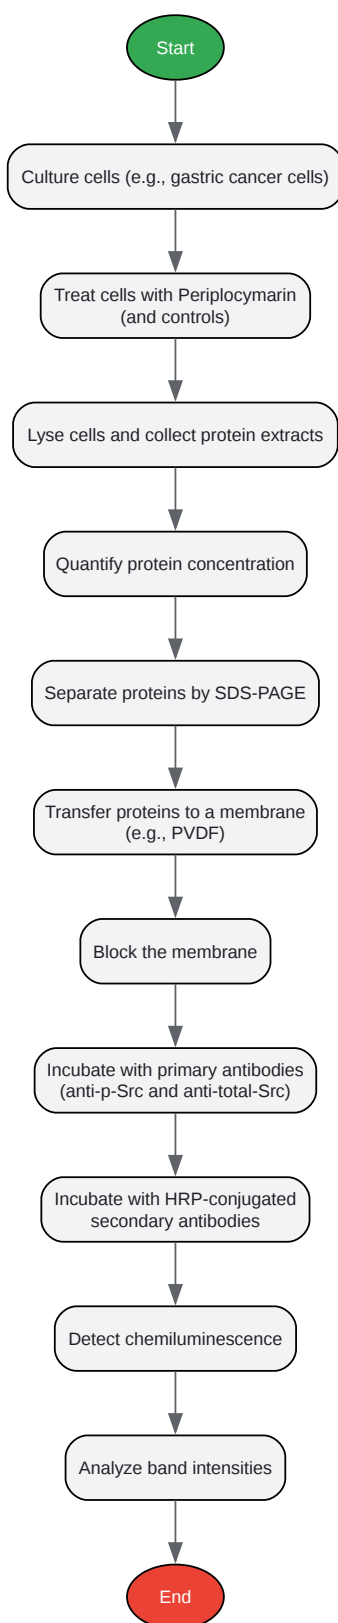 Start
Culture cells (e.g., gastric cancer cells)
Treat cells with Periplocymarin
(and controls)
Lyse cells and collect protein extracts
Quantify protein concentration
Separate proteins by SDS-PAGE
Transfer proteins to a membrane
(e.g., PVDF)
Block the membrane
Incubate with primary antibodies
(anti-p-Src and anti-total-Src)
Incubate with HRP-conjugated
secondary antibodies
Detect chemiluminescence
Analyze band intensities
End